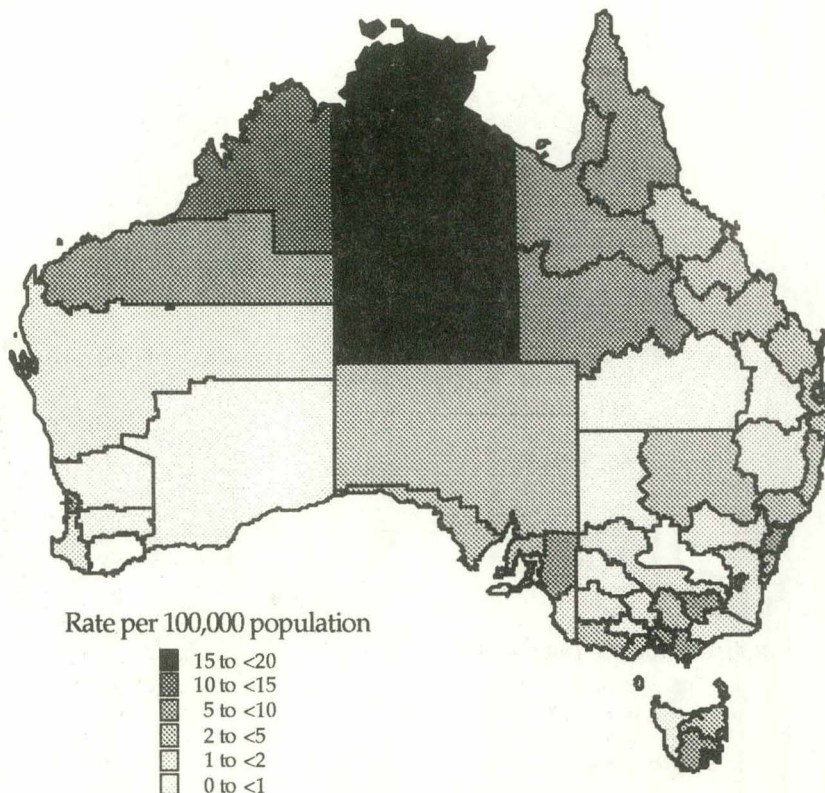 Rate per 100,000 population
15 to <20
10 to <15
5 to <10
2 to <5
1 to <2
0 to <1